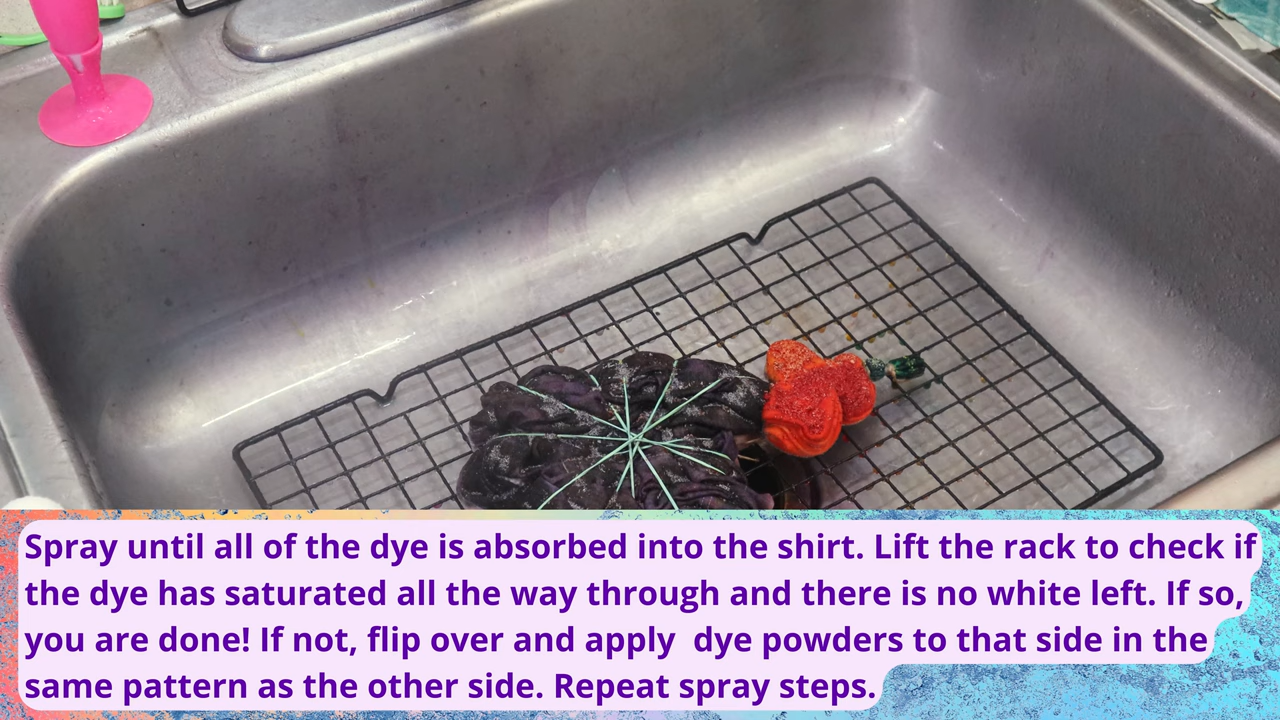 Spray until all of the dye is absorbed into the shirt. Lift the rack to check if
the dye has saturated all the way through and there is no white left. If so,
you are done! If not, flip over and apply  dye powders to that side in the
same pattern as the other side. Repeat spray steps.